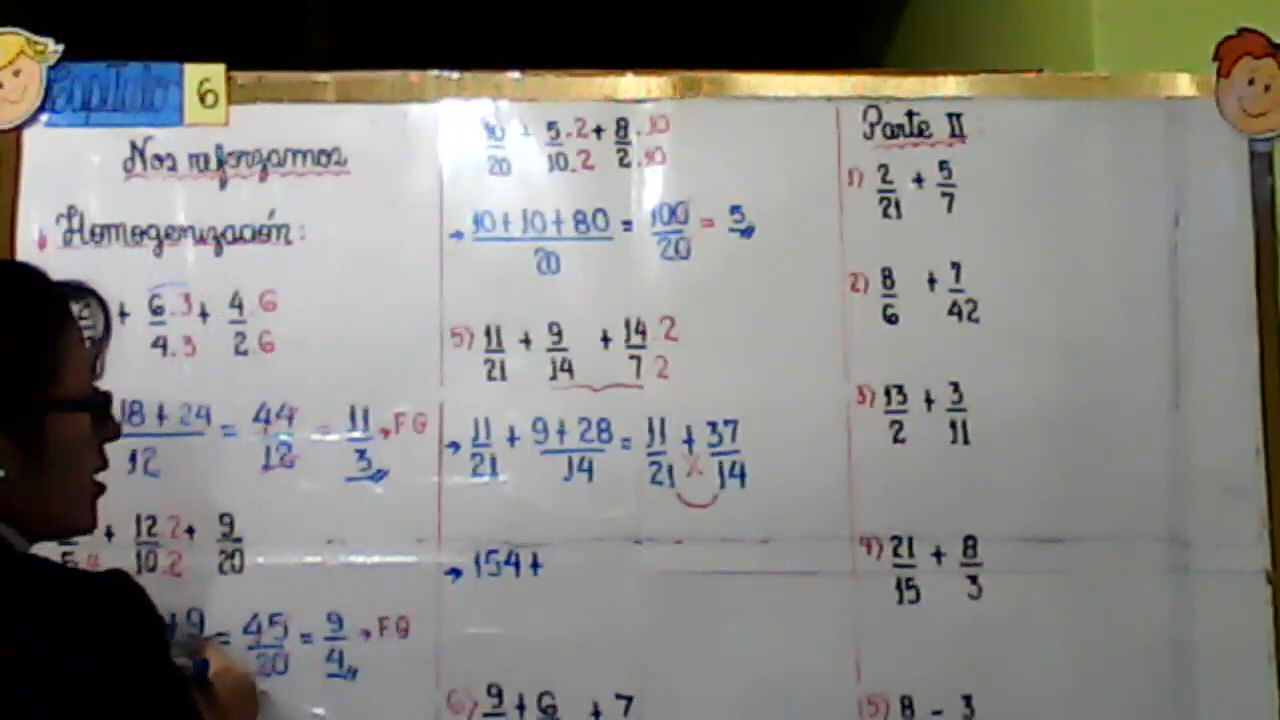 Capítulo 6
Nos reforzamos
Homogenización:
+ 6.3 + 4.6
4.3 2.6
18 + 24 = 44 = 11 → FG
12 12 3
+ 12.2 + 9
5 10.2 20
+ 9 = 45 = 9 → FG
20 4
10 + 5.2 + 8.10
20 10.2 2.10
→ 10 + 10 + 80 = 100 = 5
20 20
5) 11 + 9 + 14.2
21 14 7 2
→ 11 + 9 + 28 = 11 + 37
21 14 21 x 14
→ 154 +
6) 9 + 6 + 7
Parte II
1) 2 + 5
21 7
2) 8 + 7
6 42
3) 13 + 3
2 11
4) 21 + 8
15 3
5) 8 - 3